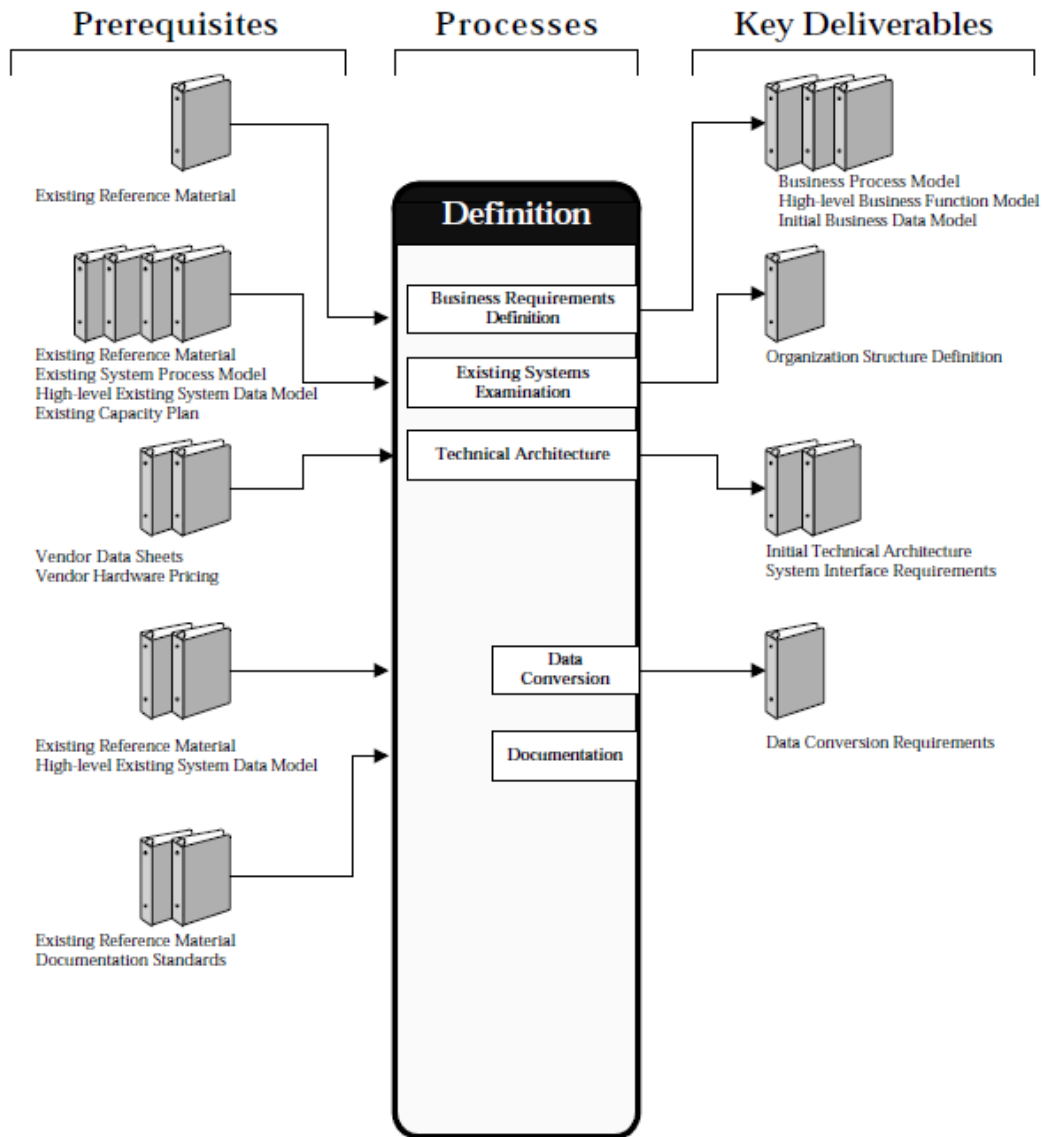 Prerequisites
Processes
Key Deliverables
Existing Reference Material
Business Process Model
High-level Business Function Model
Initial Business Data Model
Definition
Business Requirements
Definition
Existing Reference Material
Existing System Process Model
High-level Existing System Data Model
Existing Capacity Plan
Existing Systems
Examination
Organization Structure Definition
Technical Architecture
Vendor Data Sheets
Vendor Hardware Pricing
Initial Technical Architecture
System Interface Requirements
Data
Conversion
Existing Reference Material
High-level Existing System Data Model
Documentation
Data Conversion Requirements
Existing Reference Material
Documentation Standards